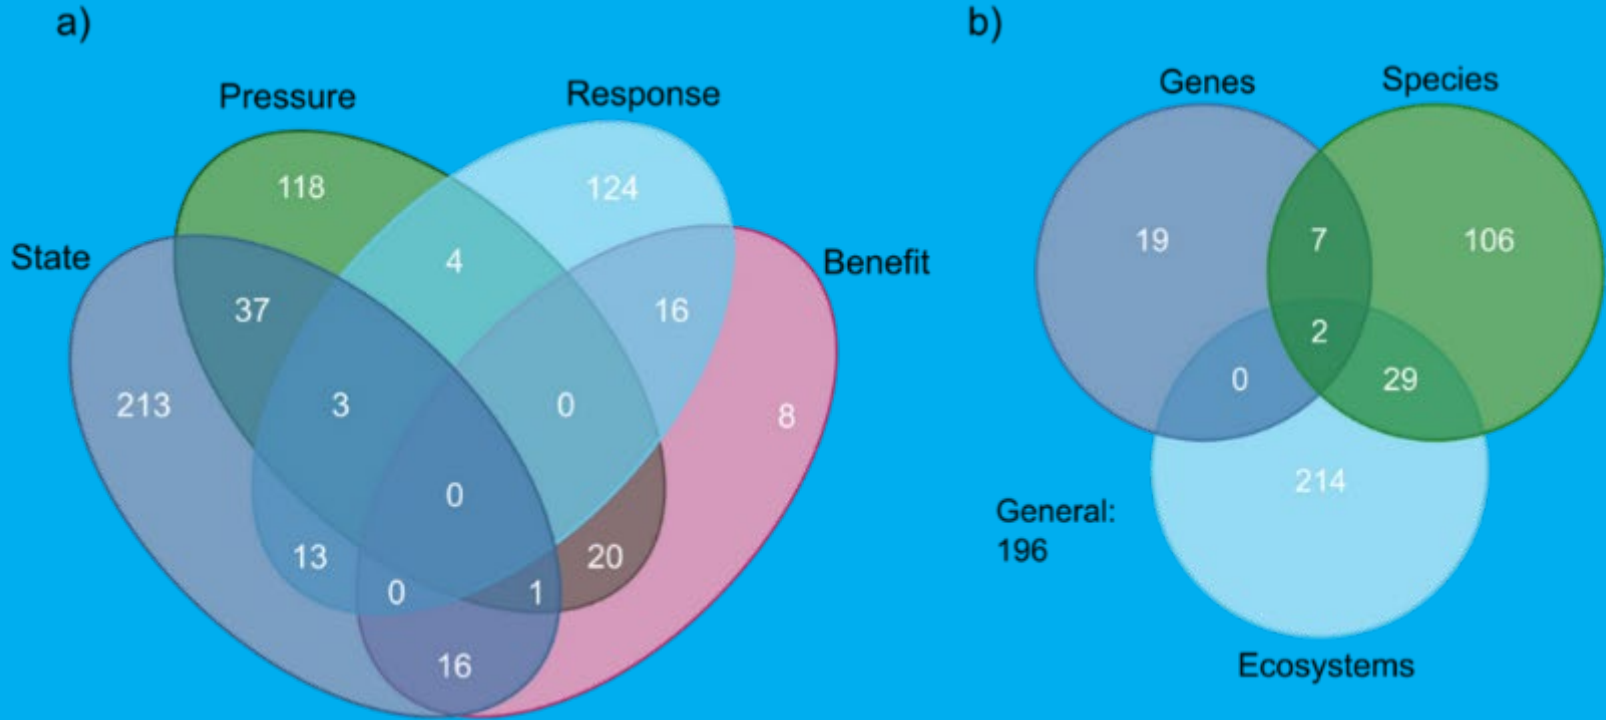 a)
Pressure
Response
State
Benefit
118
124
4
37
16
213
3
0
8
0
13
20
0
1
16
b)
Genes
Species
19
7
106
2
0
29
214
General:
196
Ecosystems